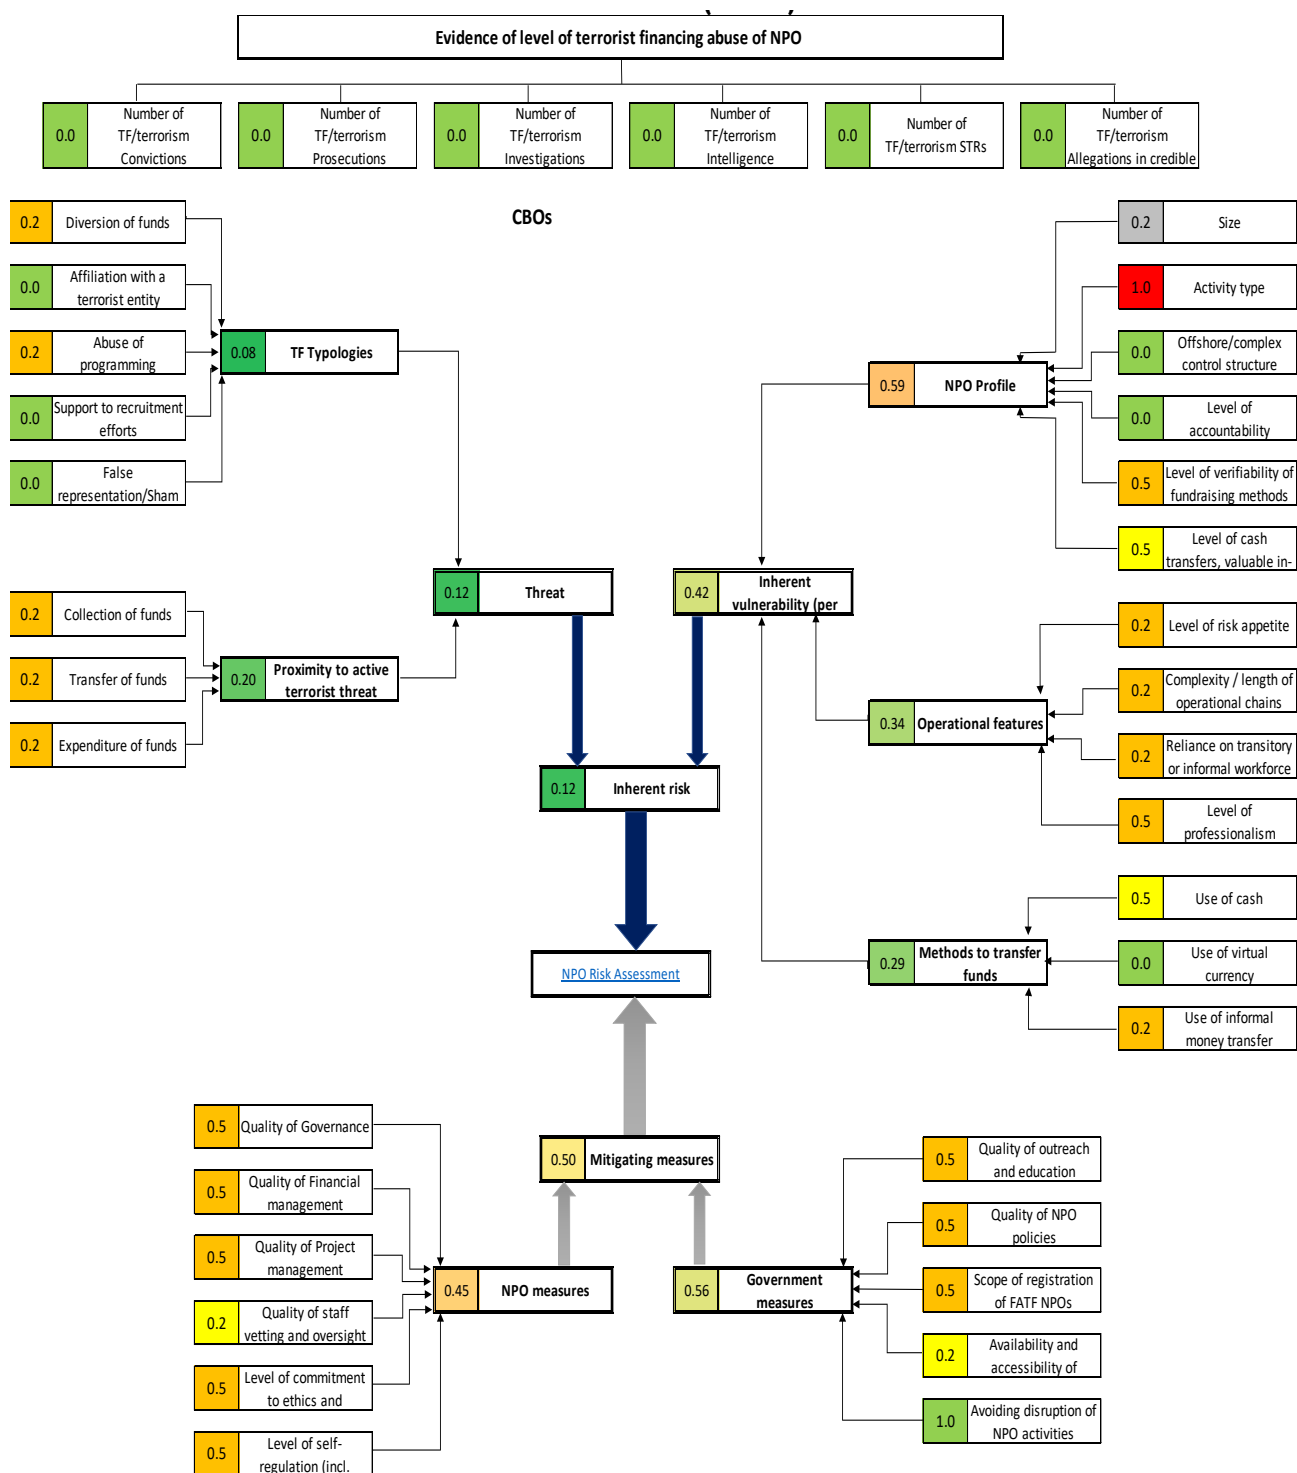 Evidence of level of terrorist financing abuse of NPO
0.0
Number of
TF/terrorism
Convictions
0.0
Number of
TF/terrorism
Prosecutions
0.0
Number of
TF/terrorism
Investigations
0.0
Number of
TF/terrorism
Intelligence
0.0
Number of
TF/terrorism STRs
0.0
Number of
TF/terrorism
Allegations in credible
CBOs
0.2
Diversion of funds
0.0
Affiliation with a
terrorist entity
0.2
Abuse of
programming
0.0
Support to recruitment
efforts
0.0
False
representation/Sham
0.08
TF Typologies
0.2
Collection of funds
0.2
Transfer of funds
0.2
Expenditure of funds
0.20
Proximity to active
terrorist threat
0.12
Threat
0.42
Inherent
vulnerability (per
0.12
Inherent risk
NPO Risk Assessment
0.59
NPO Profile
0.2
Size
1.0
Activity type
0.0
Offshore/complex
control structure
0.0
Level of
accountability
0.5
Level of verifiability of
fundraising methods
0.5
Level of cash
transfers, valuable in-
0.34
Operational features
0.2
Level of risk appetite
0.2
Complexity / length of
operational chains
0.2
Reliance on transitory
or informal workforce
0.5
Level of
professionalism
0.29
Methods to transfer
funds
0.5
Use of cash
0.0
Use of virtual
currency
0.2
Use of informal
money transfer
0.50
Mitigating measures
0.5
Quality of Governance
0.5
Quality of Financial
management
0.5
Quality of Project
management
0.2
Quality of staff
vetting and oversight
0.5
Level of commitment
to ethics and
0.5
Level of self-
regulation (incl.
0.45
NPO measures
0.56
Government
measures
0.5
Quality of outreach
and education
0.5
Quality of NPO
policies
0.5
Scope of registration
of FATF NPOs
0.2
Availability and
accessibility of
1.0
Avoiding disruption of
NPO activities